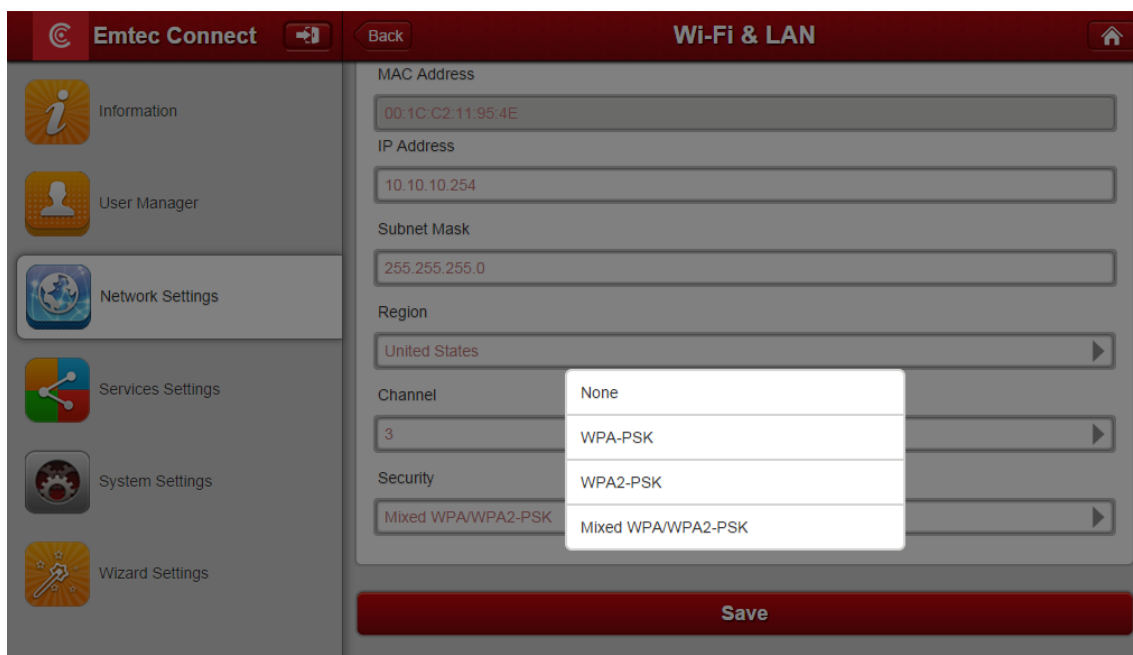 Emtec Connect
Back
Wi-Fi & LAN
Information
User Manager
Network Settings
Services Settings
System Settings
Wizard Settings
MAC Address
00:1C:C2:11:95:4E
IP Address
10.10.10.254
Subnet Mask
255.255.255.0
Region
United States
Channel
3
Security
Mixed WPA/WPA2-PSK
None
WPA-PSK
WPA2-PSK
Mixed WPA/WPA2-PSK
Save